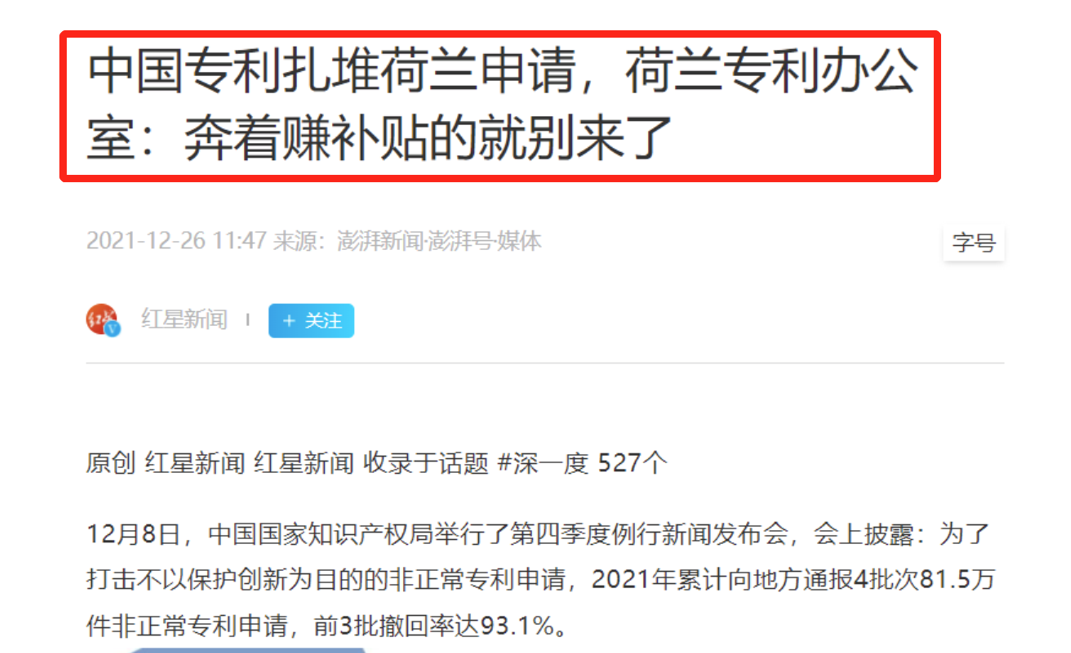 中国专利扎堆荷兰申请，荷兰专利办公
室：奔着赚补贴的就别来了
2021-12-26 11:47 来源：澎湃新闻·澎湃号·媒体
字号
红星新闻
+ 关注
原创 红星新闻 红星新闻 收录于话题 #深一度 527个
12月8日，中国国家知识产权局举行了第四季度例行新闻发布会，会上披露：为了
打击不以保护创新为目的的非正常专利申请，2021年累计向地方通报4批次81.5万
件非正常专利申请，前3批撤回率达93.1%。